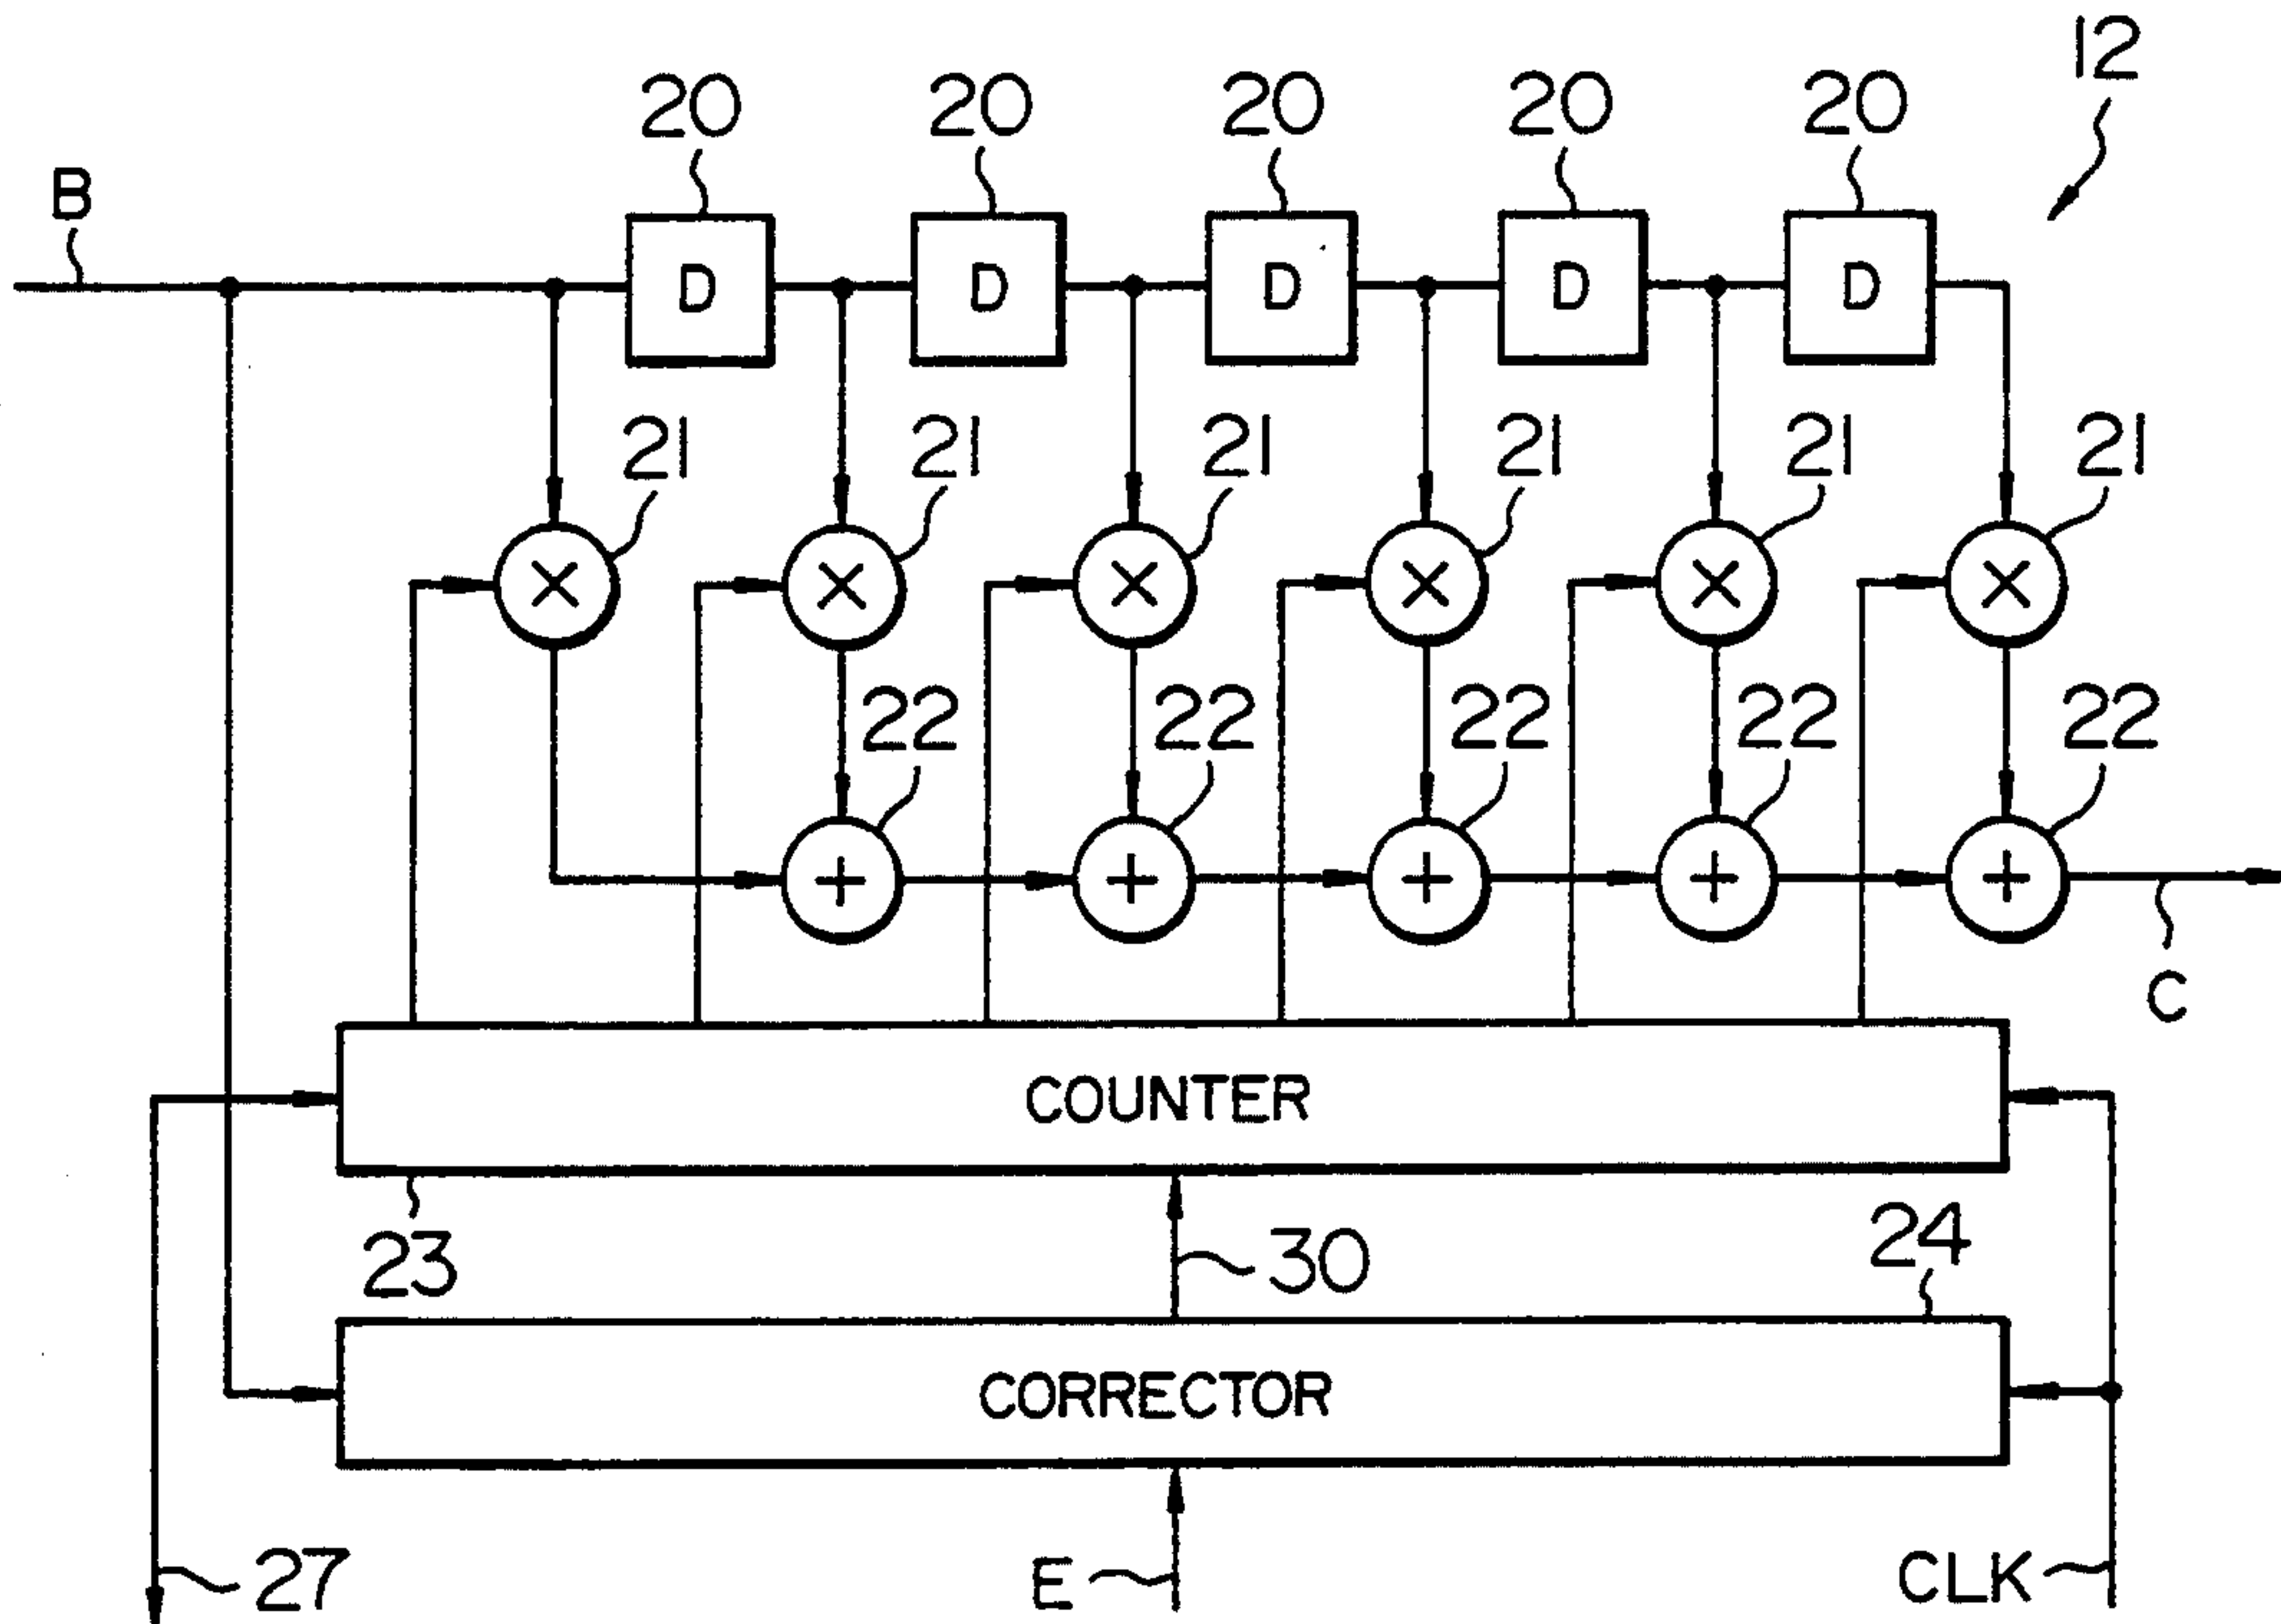 12
20 20 20 20 20
B
D D D D D
21 21 21 21 21 21
× × × × × ×
22 22 22 22 22
+ + + + +
C
COUNTER
23 30 24
CORRECTOR
27 E CLK